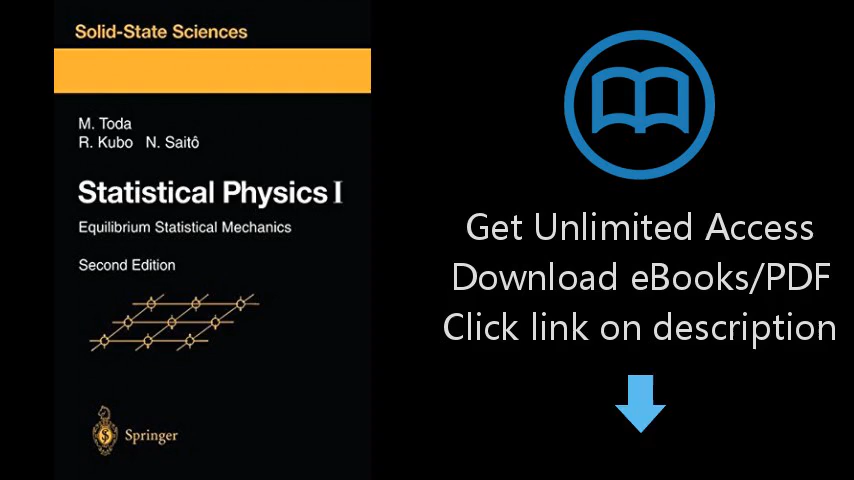 Solid-State Sciences
M. Toda
R. Kubo N. Saitô
Statistical Physics I
Equilibrium Statistical Mechanics
Second Edition
Springer
Get Unlimited Access
Download eBooks/PDF
Click link on description